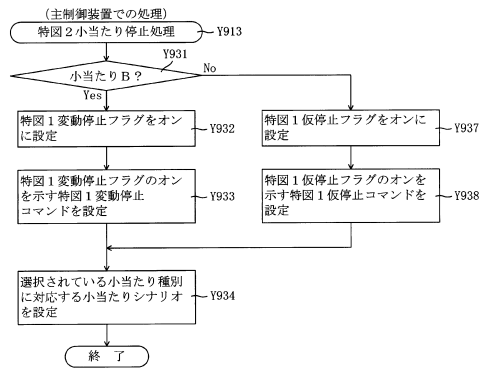 (主制御装置での処理)
特図2小当たり停止処理
Y913
Y931
小当たりB?
No
Yes
特図1変動停止フラグをオン
に設定
Y932
特図1仮停止フラグをオンに
設定
Y937
特図1変動停止フラグのオン
を示す特図1変動停止
コマンドを設定
Y933
特図1仮停止フラグのオンを
示す特図1仮停止コマンドを
設定
Y938
選択されている小当たり種別
に対応する小当たりシナリオ
を設定
Y934
終 了